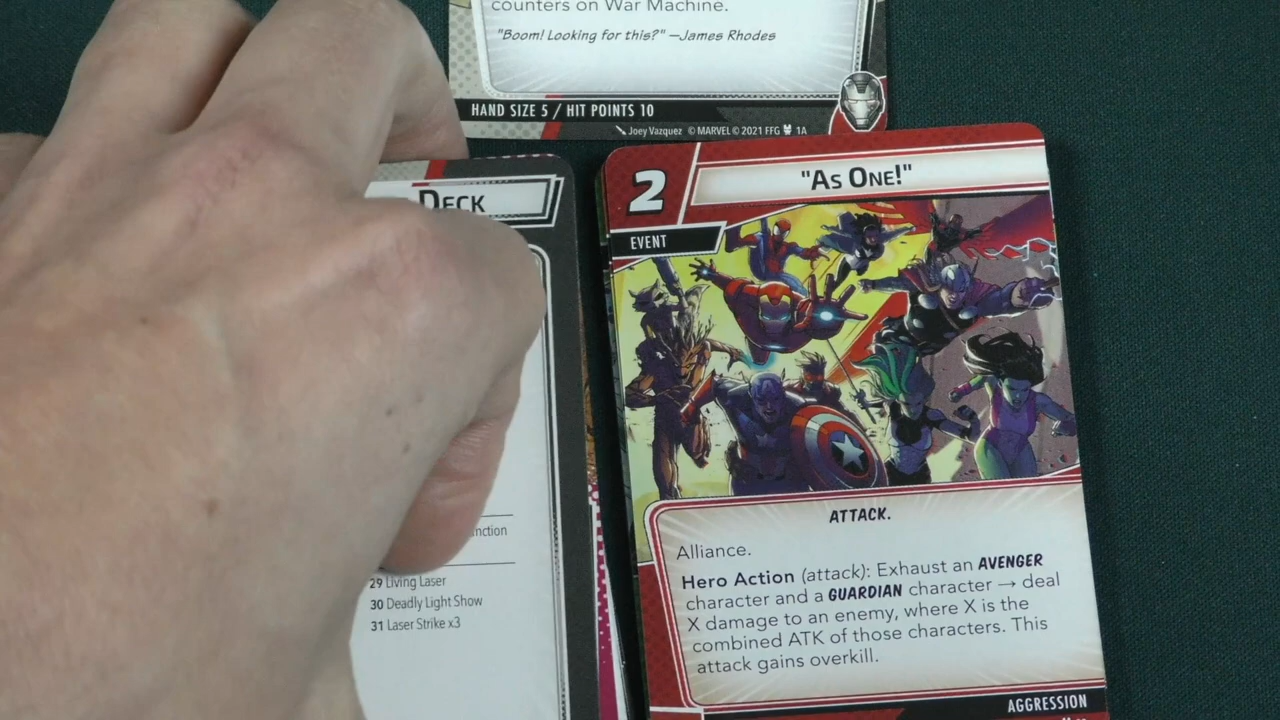 counters on War Machine.
"Boom! Looking for this?" —James Rhodes
HAND SIZE 5 / HIT POINTS 10
Joey Vazquez © MARVEL © 2021 FFG 1A
DECK
nction
29 Living Laser
30 Deadly Light Show
31 Laser Strike x3
2
"AS ONE!"
EVENT
ATTACK.
Alliance.
Hero Action (attack): Exhaust an AVENGER
character and a GUARDIAN character → deal
X damage to an enemy, where X is the
combined ATK of those characters. This
attack gains overkill.
AGGRESSION